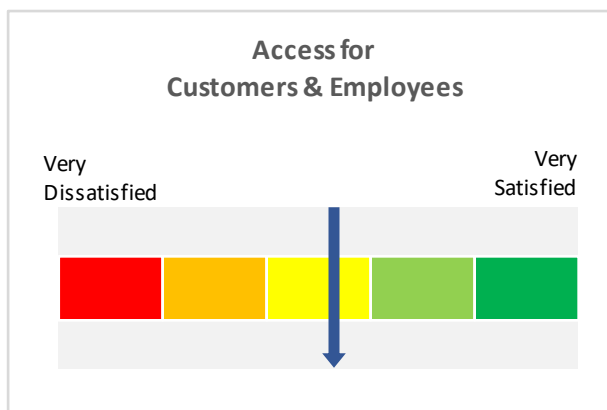 Access for
Customers & Employees
Very
Dissatisfied
Very
Satisfied